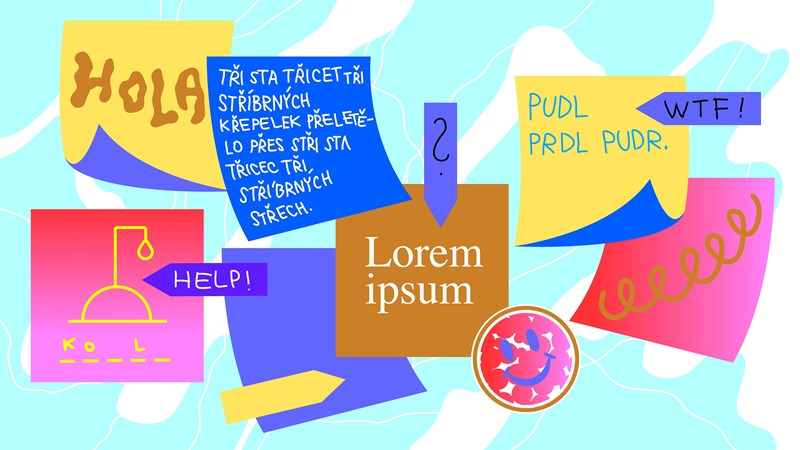 HOLA
TŘI STA TŘICET TŘI
STŘÍBRNÝCH
KŘEPELEK PŘELETĚ-
LO PŘES STŘI STA
TŘICEC TŘI,
STŘÍBRNÝCH
STŘECH.
?
PUDL
PRDL PUDR.
WTF!
Lorem
ipsum
HELP!
K O _ L _